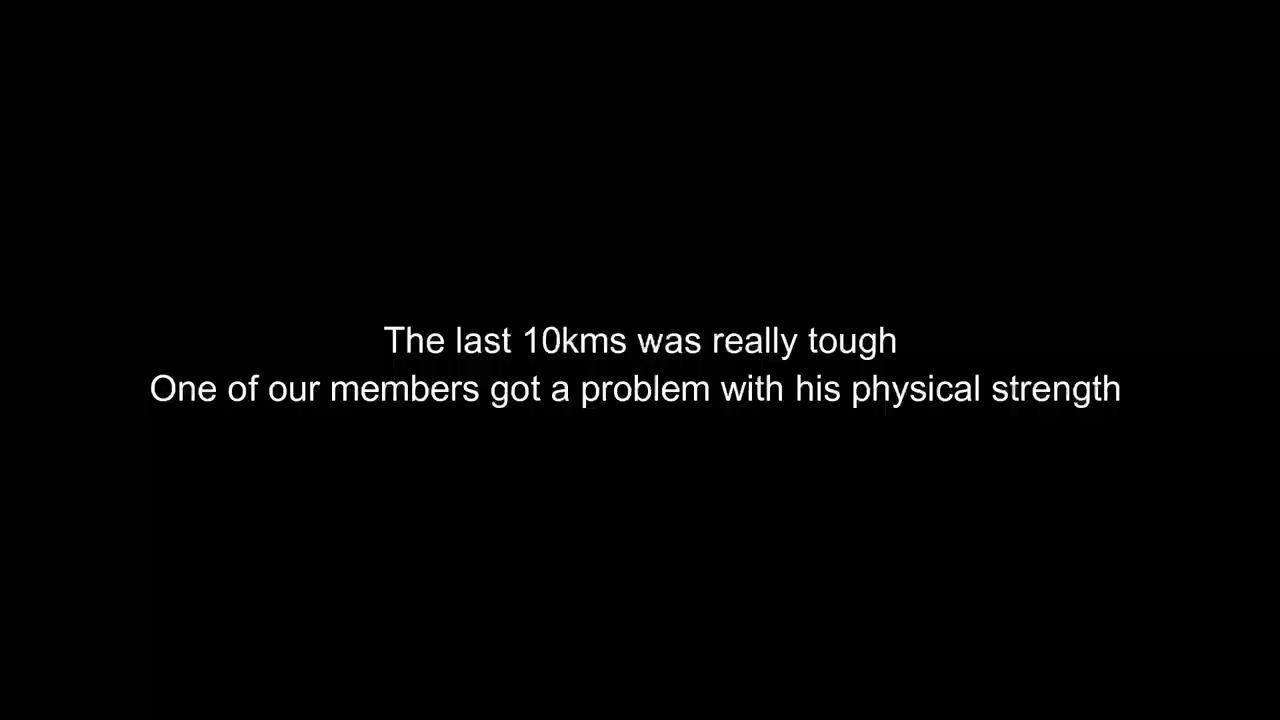 The last 10kms was really tough
One of our members got a problem with his physical strength